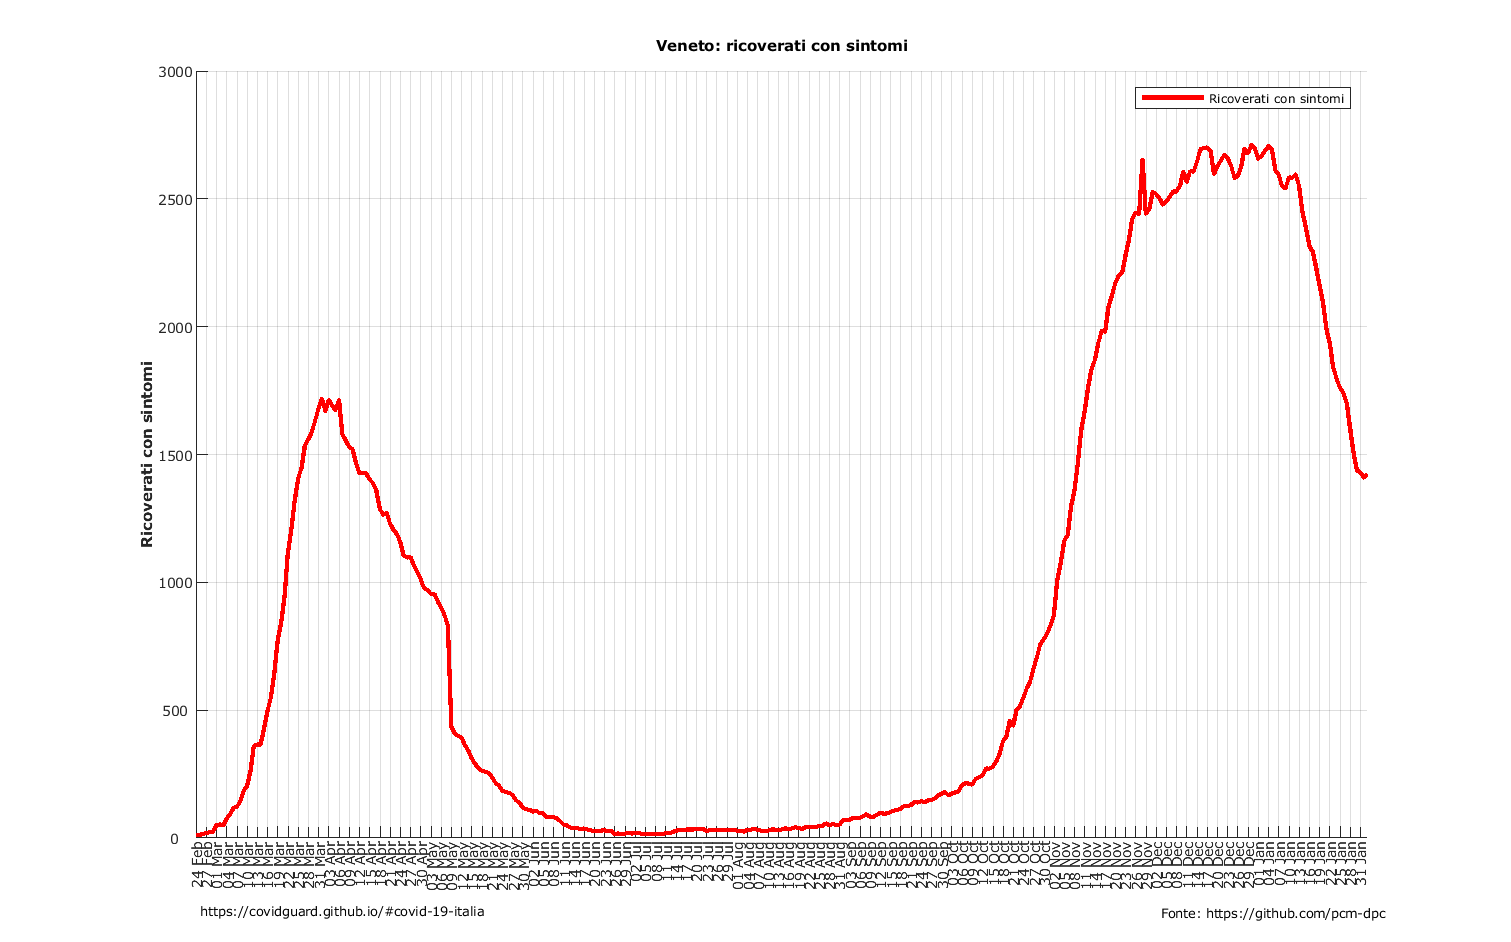 Veneto: ricoverati con sintomi
Ricoverati con sintomi
3000
2500
2000
1500
1000
500
0
Ricoverati con sintomi
24 Feb
27 Feb
01 Mar
04 Mar
07 Mar
10 Mar
13 Mar
16 Mar
19 Mar
22 Mar
25 Mar
28 Mar
31 Mar
03 Apr
06 Apr
09 Apr
12 Apr
15 Apr
18 Apr
21 Apr
24 Apr
27 Apr
30 Apr
03 May
06 May
09 May
12 May
15 May
18 May
21 May
24 May
27 May
30 May
02 Jun
05 Jun
08 Jun
11 Jun
14 Jun
17 Jun
20 Jun
23 Jun
26 Jun
29 Jun
02 Jul
05 Jul
08 Jul
11 Jul
14 Jul
17 Jul
20 Jul
23 Jul
26 Jul
29 Jul
01 Aug
04 Aug
07 Aug
10 Aug
13 Aug
16 Aug
19 Aug
22 Aug
25 Aug
28 Aug
31 Aug
03 Sep
06 Sep
09 Sep
12 Sep
15 Sep
18 Sep
21 Sep
24 Sep
27 Sep
30 Sep
03 Oct
06 Oct
09 Oct
12 Oct
15 Oct
18 Oct
21 Oct
24 Oct
27 Oct
30 Oct
02 Nov
05 Nov
08 Nov
11 Nov
14 Nov
17 Nov
20 Nov
23 Nov
26 Nov
29 Nov
02 Dec
05 Dec
08 Dec
11 Dec
14 Dec
17 Dec
20 Dec
23 Dec
26 Dec
29 Dec
01 Jan
04 Jan
07 Jan
10 Jan
13 Jan
16 Jan
19 Jan
22 Jan
25 Jan
28 Jan
31 Jan
https://covidguard.github.io/#covid-19-italia
Fonte: https://github.com/pcm-dpc